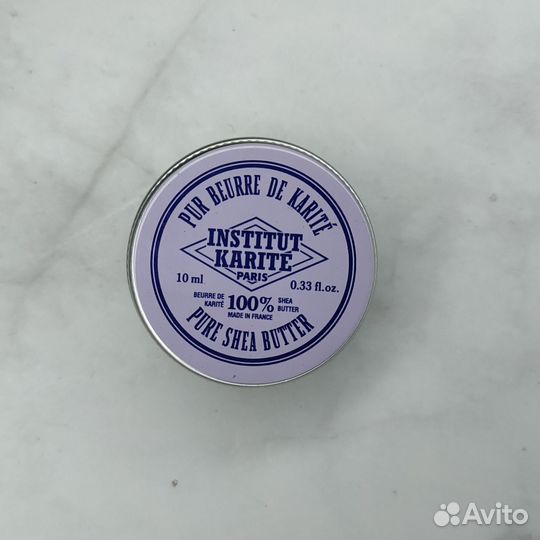 PUR BEURRE DE KARITÉ
INSTITUT
KARITÉ
PARIS
10 ml
0.33 fl.oz.
BEURRE DE
KARITÉ
100%
SHEA
BUTTER
MADE IN FRANCE
PURE SHEA BUTTER
Avito